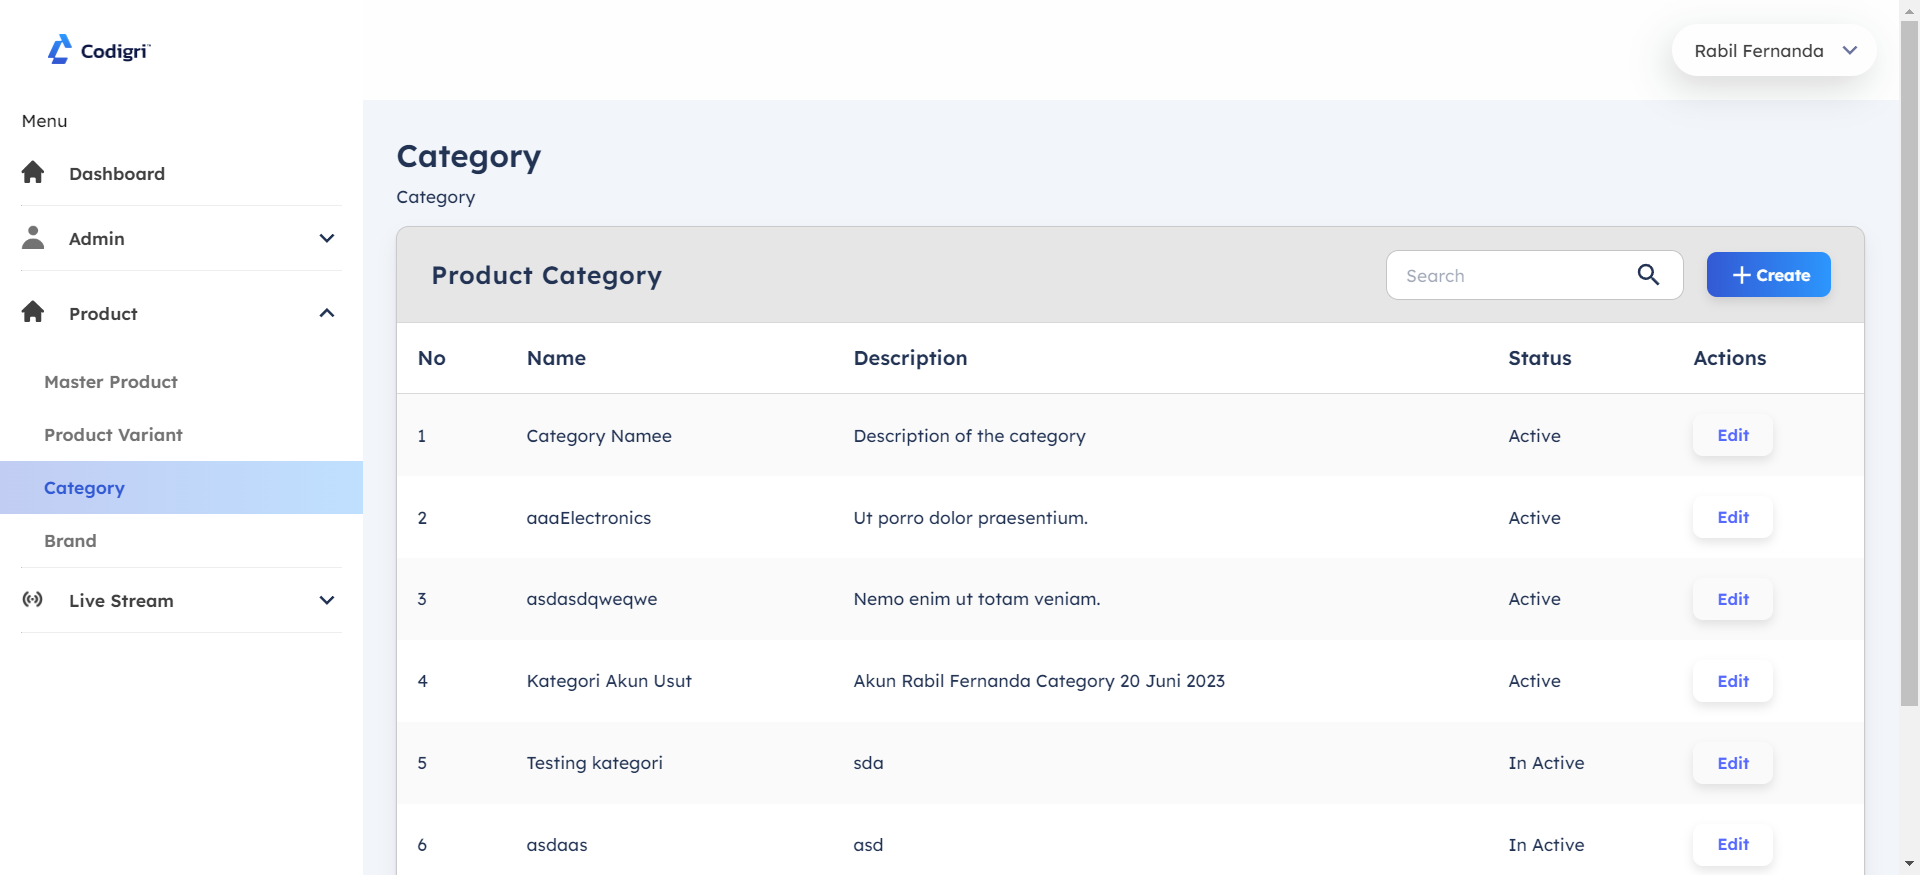 Codigri™
Rabil Fernanda
Menu
Dashboard
Admin
Product
Master Product
Product Variant
Category
Brand
Live Stream
Category
Category
Product Category
Search
Create
No Name Description Status Actions
1 Category Namee Description of the category Active Edit
2 aaaElectronics Ut porro dolor praesentium. Active Edit
3 asdasdqweqwe Nemo enim ut totam veniam. Active Edit
4 Kategori Akun Usut Akun Rabil Fernanda Category 20 Juni 2023 Active Edit
5 Testing kategori sda In Active Edit
6 asdaas asd In Active Edit